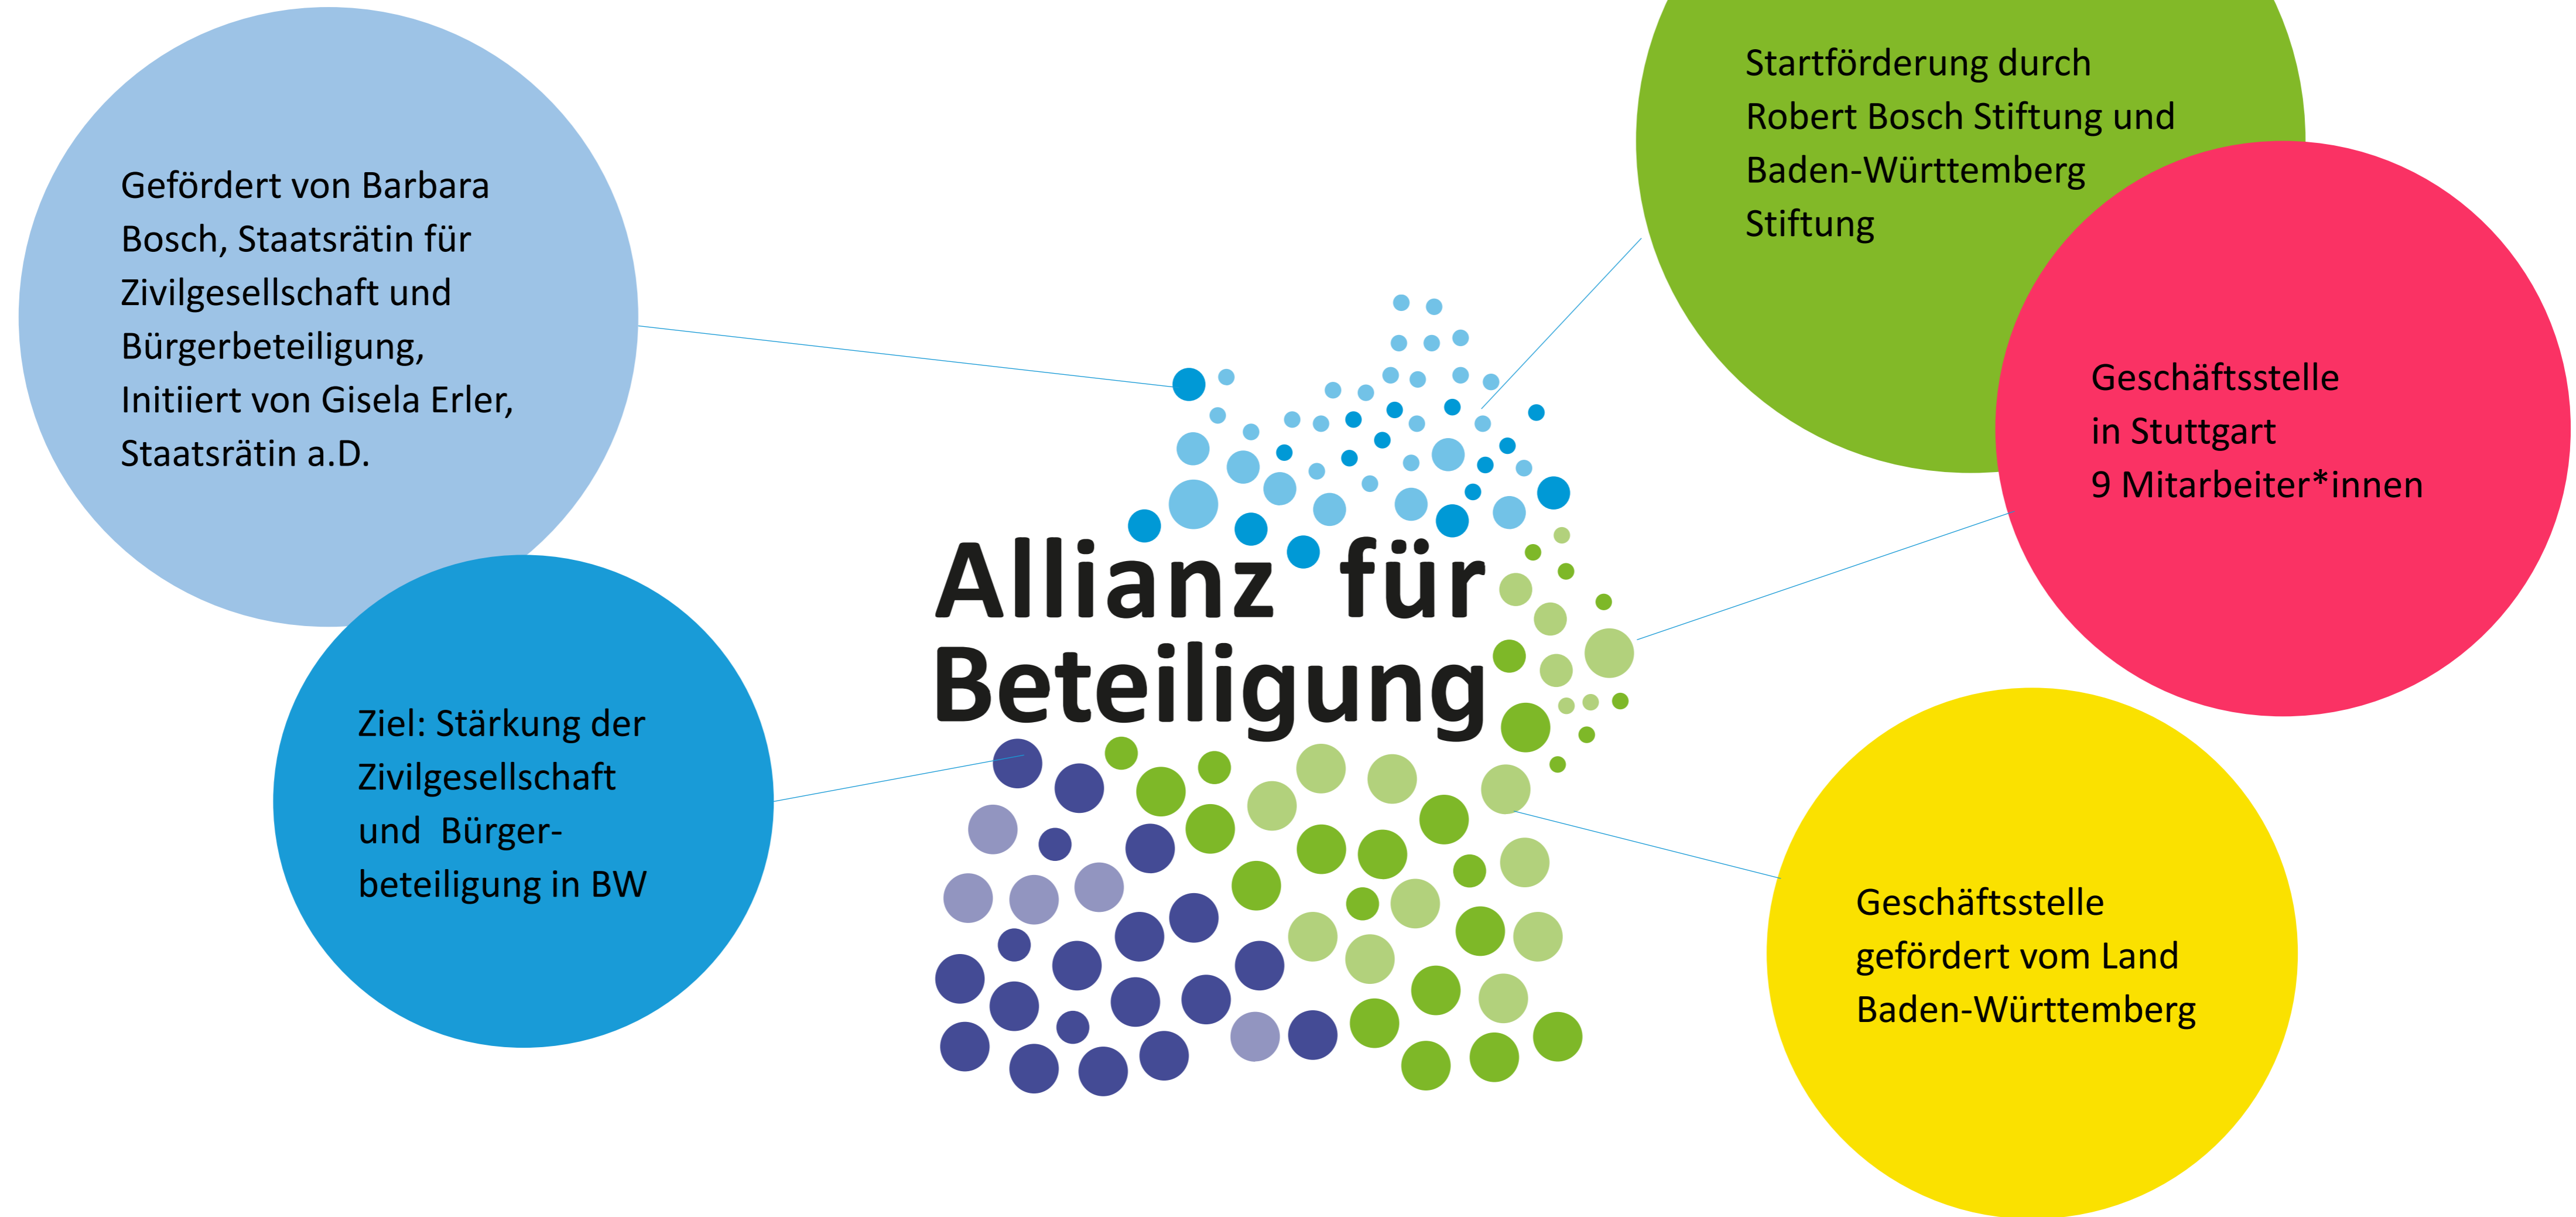 Gefördert von Barbara
Bosch, Staatsrätin für
Zivilgesellschaft und
Bürgerbeteiligung,
Initiiert von Gisela Erler,
Staatsrätin a.D.
Ziel: Stärkung der
Zivilgesellschaft
und  Bürger-
beteiligung in BW
Allianz für
Beteiligung
Startförderung durch
Robert Bosch Stiftung und
Baden-Württemberg
Stiftung
Geschäftsstelle
in Stuttgart
9 Mitarbeiter*innen
Geschäftsstelle
gefördert vom Land
Baden-Württemberg